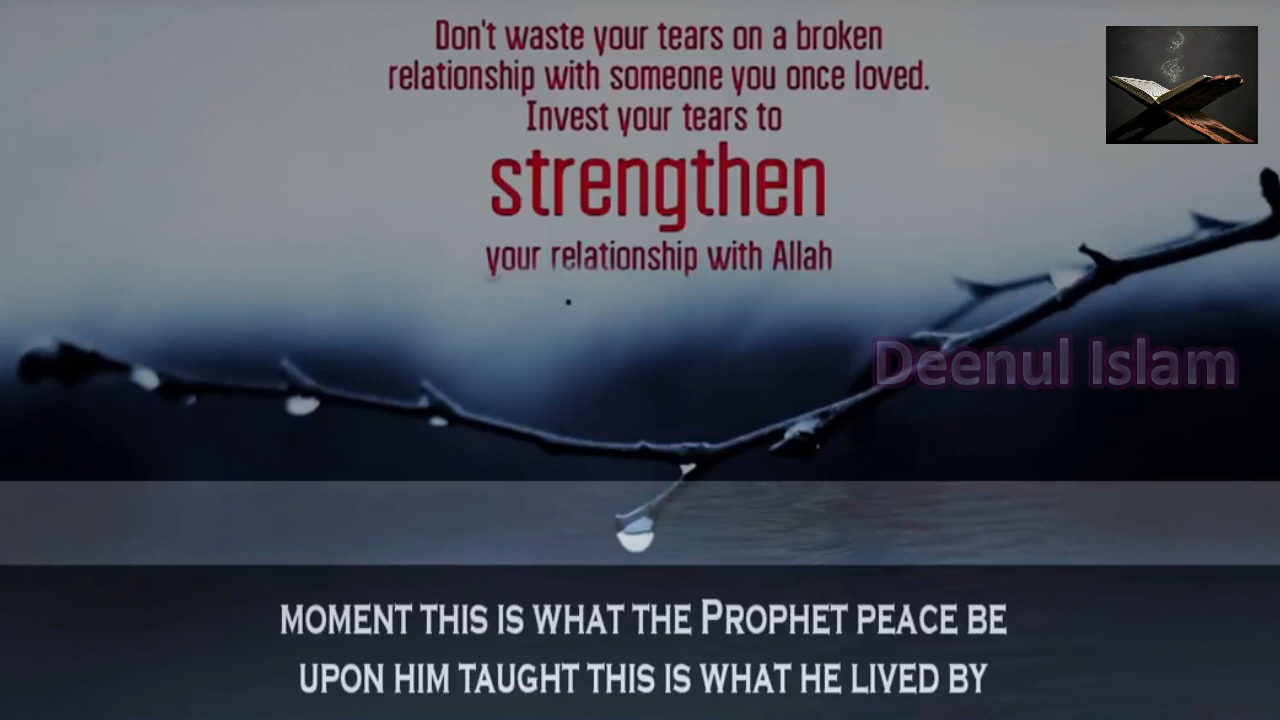 Don't waste your tears on a broken
relationship with someone you once loved.
Invest your tears to
strengthen
your relationship with Allah
Deenul Islam
MOMENT THIS IS WHAT THE PROPHET PEACE BE
UPON HIM TAUGHT THIS IS WHAT HE LIVED BY